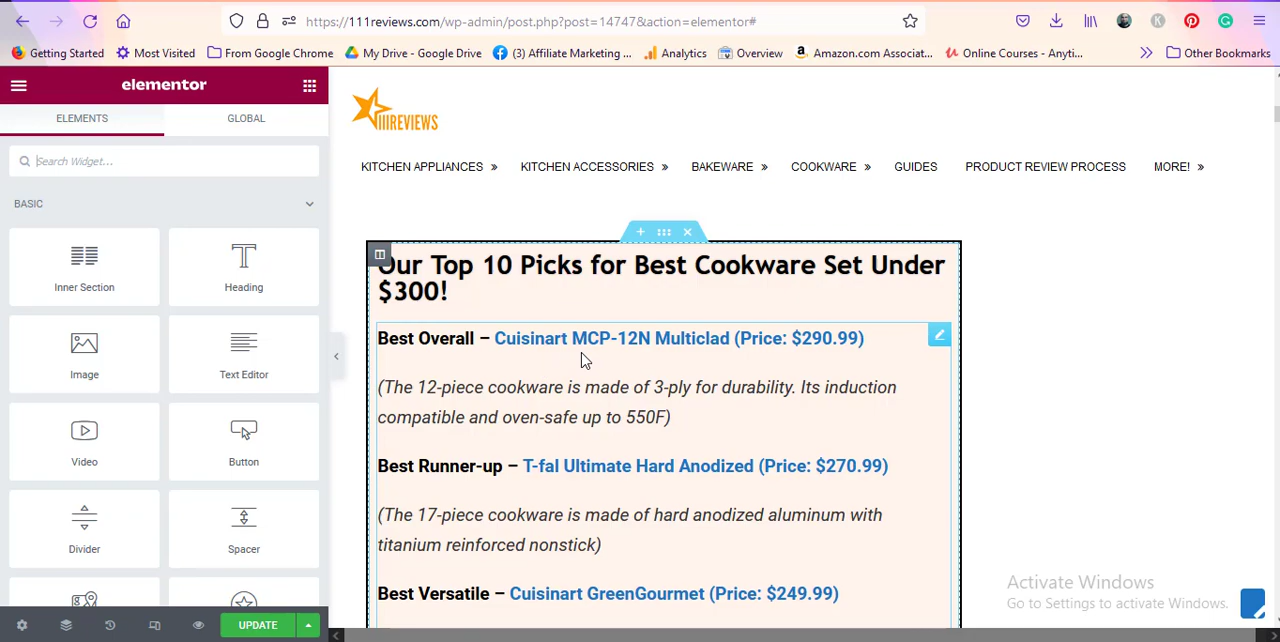 https://111reviews.com/wp-admin/post.php?post=14747&action=elementor#
Getting Started
Most Visited
From Google Chrome
My Drive - Google Drive
(3) Affiliate Marketing ...
Analytics
Overview
Amazon.com Associat...
Online Courses - Anyti...
Other Bookmarks
elementor
ELEMENTS
GLOBAL
Search Widget...
BASIC
Inner Section
Heading
Image
Text Editor
Video
Button
Divider
Spacer
UPDATE
111REVIEWS
KITCHEN APPLIANCES »
KITCHEN ACCESSORIES »
BAKEWARE »
COOKWARE »
GUIDES
PRODUCT REVIEW PROCESS
MORE! »
Our Top 10 Picks for Best Cookware Set Under
$300!
Best Overall – Cuisinart MCP-12N Multiclad (Price: $290.99)
(The 12-piece cookware is made of 3-ply for durability. Its induction
compatible and oven-safe up to 550F)
Best Runner-up – T-fal Ultimate Hard Anodized (Price: $270.99)
(The 17-piece cookware is made of hard anodized aluminum with
titanium reinforced nonstick)
Best Versatile – Cuisinart GreenGourmet (Price: $249.99)
Activate Windows
Go to Settings to activate Windows.